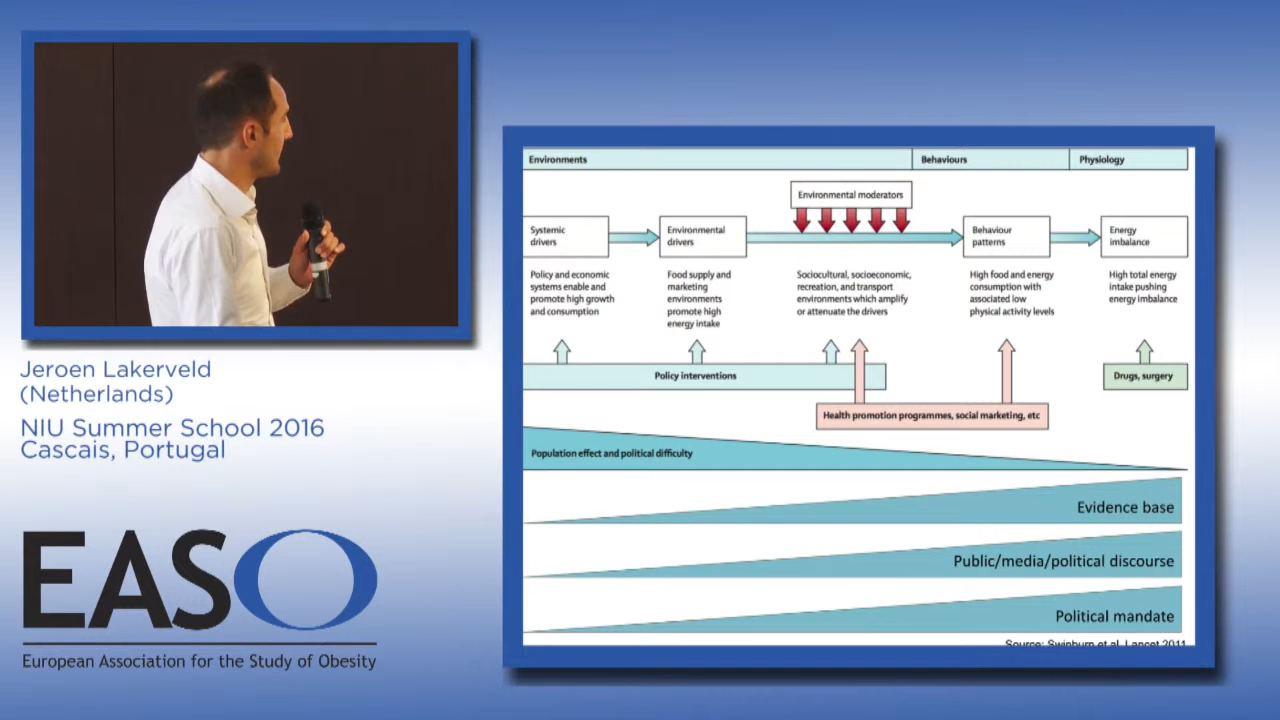 Jeroen Lakerveld
(Netherlands)
NIU Summer School 2016
Cascais, Portugal
EASO
European Association for the Study of Obesity
Environments
Behaviours
Physiology
Environmental moderators
Systemic
drivers
Environmental
drivers
Behaviour
patterns
Energy
imbalance
Policy and economic
systems enable and
promote high growth
and consumption
Food supply and
marketing
environments
promote high
energy intake
Sociocultural, socioeconomic,
recreation, and transport
environments which amplify
or attenuate the drivers
High food and energy
consumption with
associated low
physical activity levels
High total energy
intake pushing
energy imbalance
Policy interventions
Drugs, surgery
Health promotion programmes, social marketing, etc
Population effect and political difficulty
Evidence base
Public/media/political discourse
Political mandate
Source: Swinburn et al. Lancet 2011